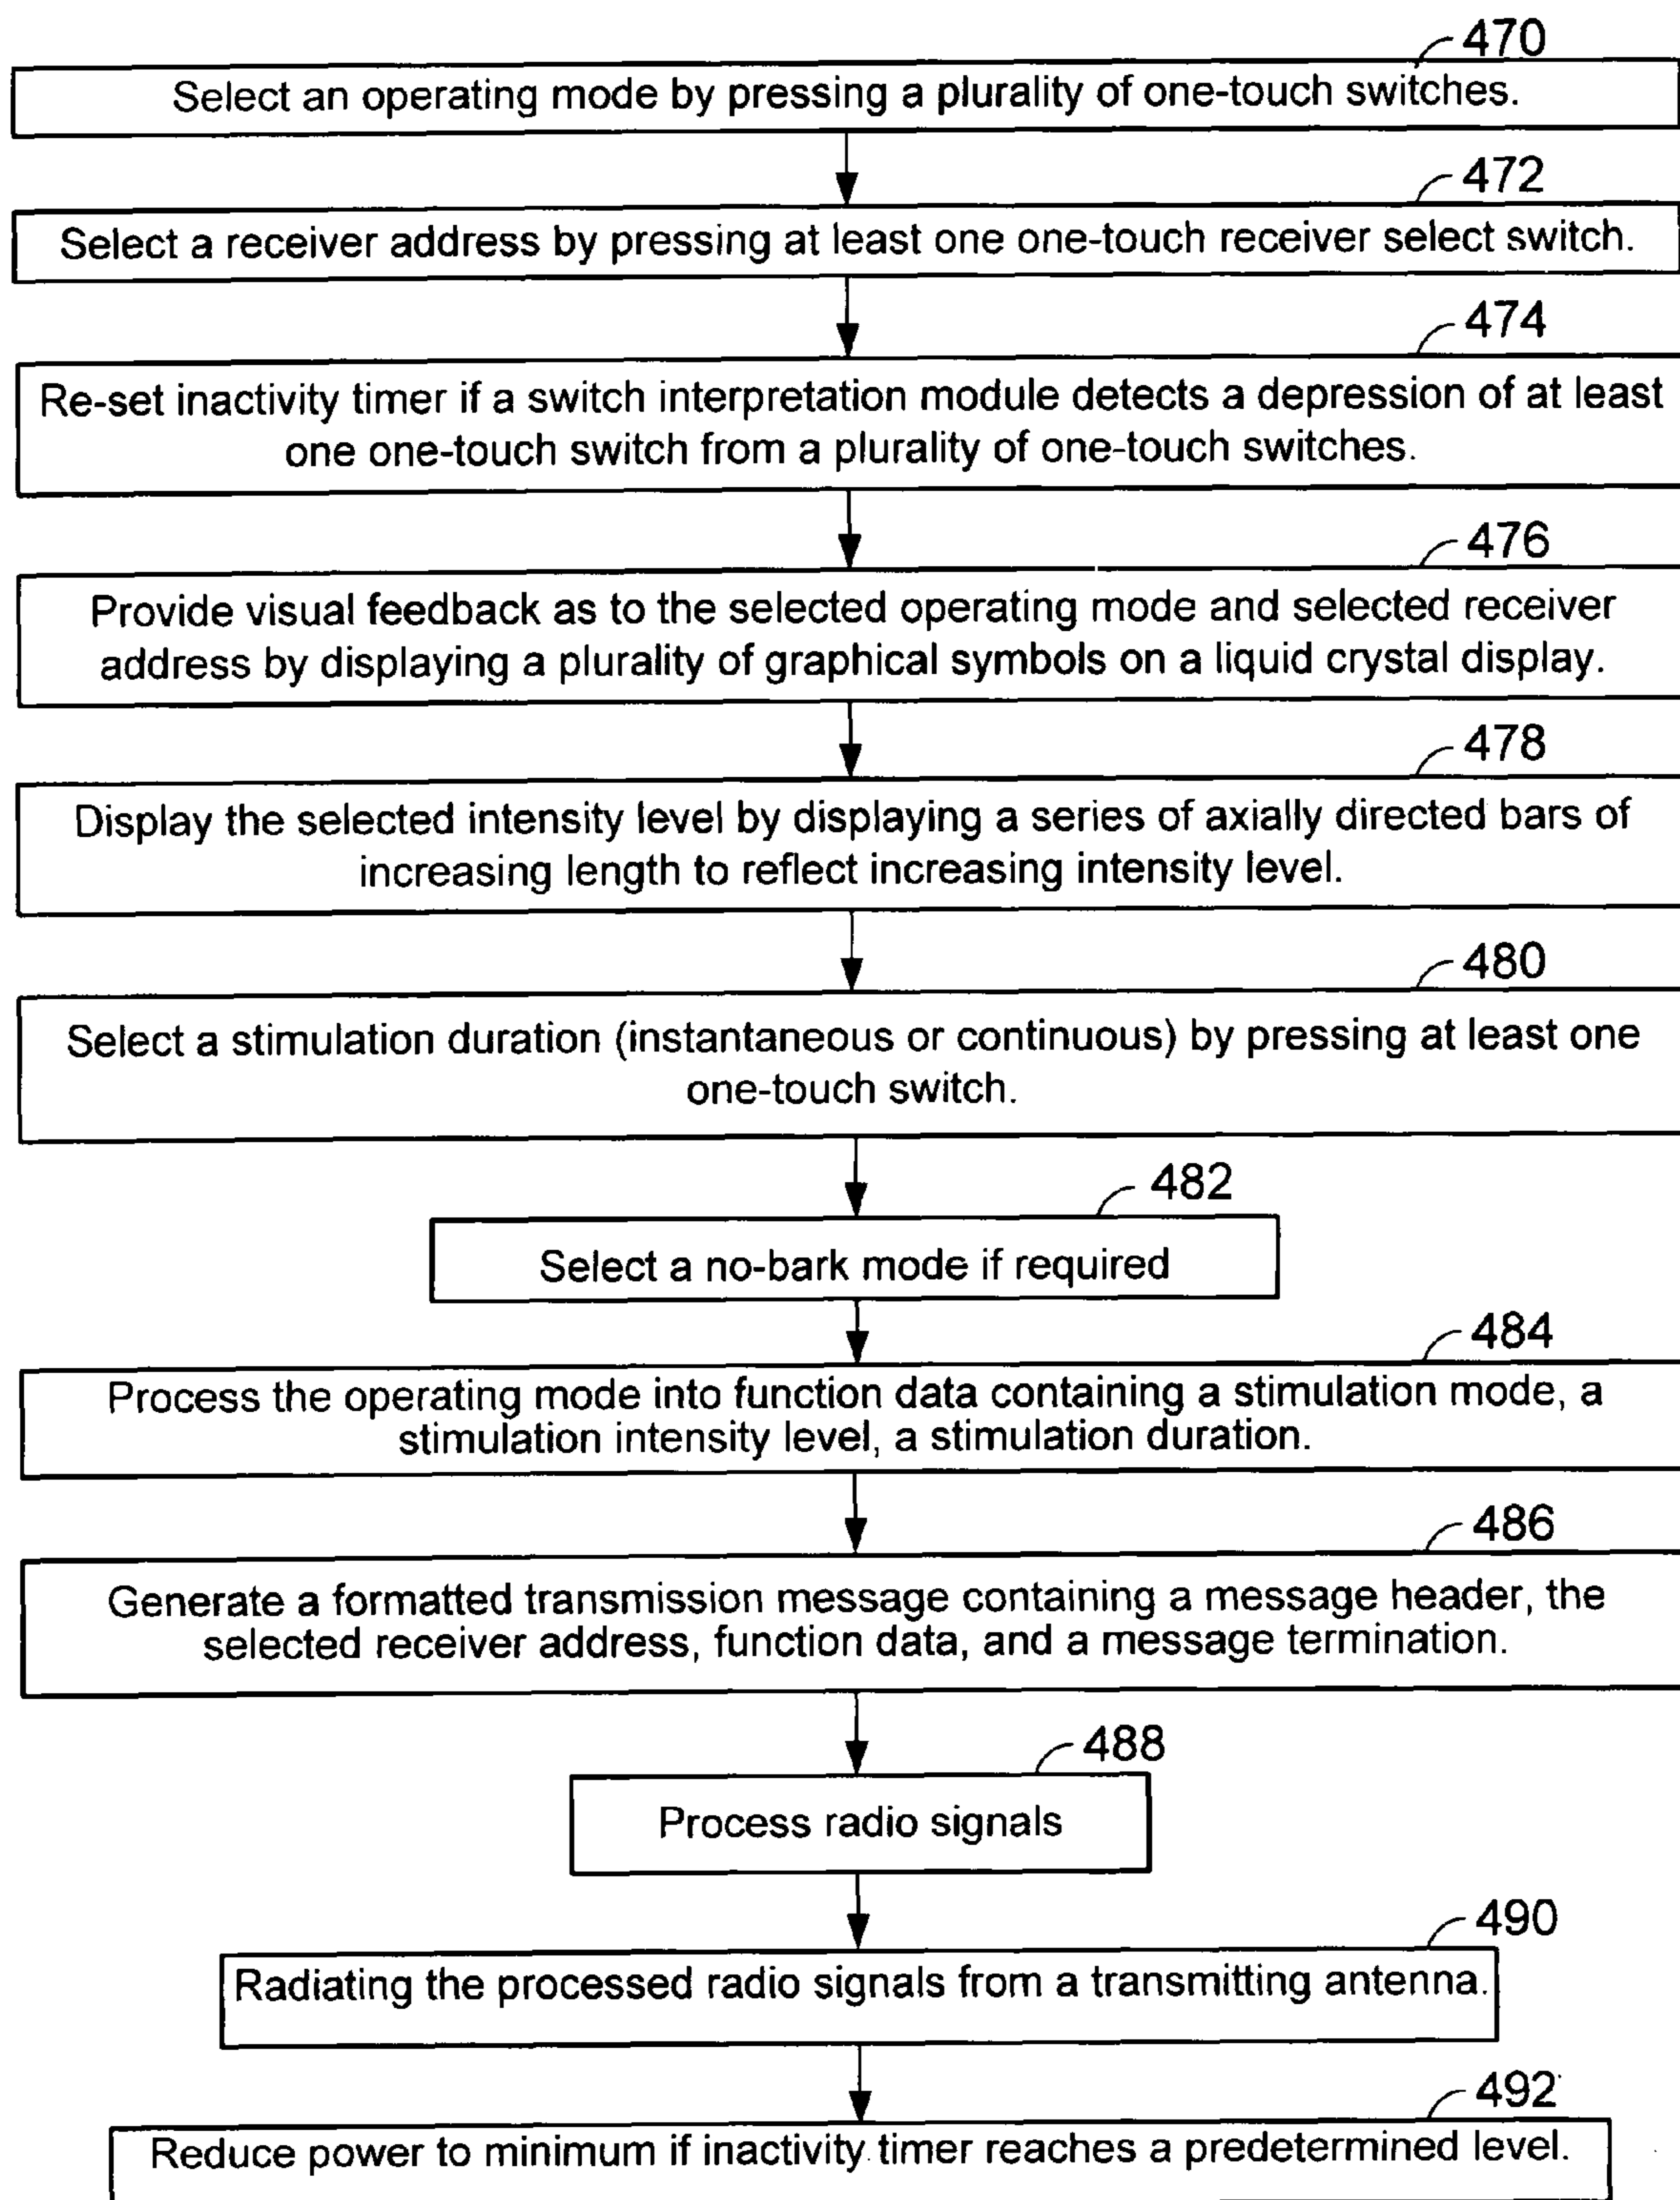 470
Select an operating mode by pressing a plurality of one-touch switches.
472
Select a receiver address by pressing at least one one-touch receiver select switch.
474
Re-set inactivity timer if a switch interpretation module detects a depression of at least
one one-touch switch from a plurality of one-touch switches.
476
Provide visual feedback as to the selected operating mode and selected receiver
address by displaying a plurality of graphical symbols on a liquid crystal display.
478
Display the selected intensity level by displaying a series of axially directed bars of
increasing length to reflect increasing intensity level.
480
Select a stimulation duration (instantaneous or continuous) by pressing at least one
one-touch switch.
482
Select a no-bark mode if required
484
Process the operating mode into function data containing a stimulation mode, a
stimulation intensity level, a stimulation duration.
486
Generate a formatted transmission message containing a message header, the
selected receiver address, function data, and a message termination.
488
Process radio signals
490
Radiating the processed radio signals from a transmitting antenna.
492
Reduce power to minimum if inactivity timer reaches a predetermined level.